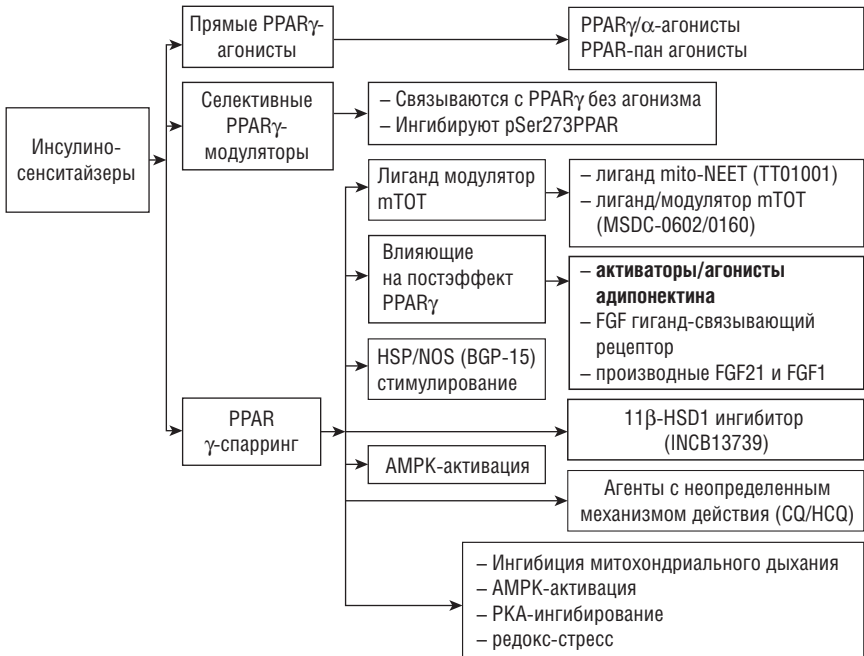 Прямые PPARγ-
агонисты
PPARγ/α-агонисты
PPAR-пан агонисты
Инсулино-
сенситайзеры
Селективные
PPARγ-
модуляторы
– Связываются с PPARγ без агонизма
– Ингибируют pSer273PPAR
Лиганд модулятор
mTOT
– лиганд mito-NEET (TT01001)
– лиганд/модулятор mTOT
(MSDC-0602/0160)
Влияющие
на постэффект
PPARγ
– активаторы/агонисты
адипонектина
– FGF гиганд-связывающий
рецептор
– производные FGF21 и FGF1
HSP/NOS (BGP-15)
стимулирование
PPAR
γ-спарринг
11β-HSD1 ингибитор
(INCB13739)
AMPK-активация
Агенты с неопределенным
механизмом действия (CQ/HCQ)
– Ингибиция митохондриального дыхания
– AMPK-активация
– PKA-ингибирование
– редокс-стресс